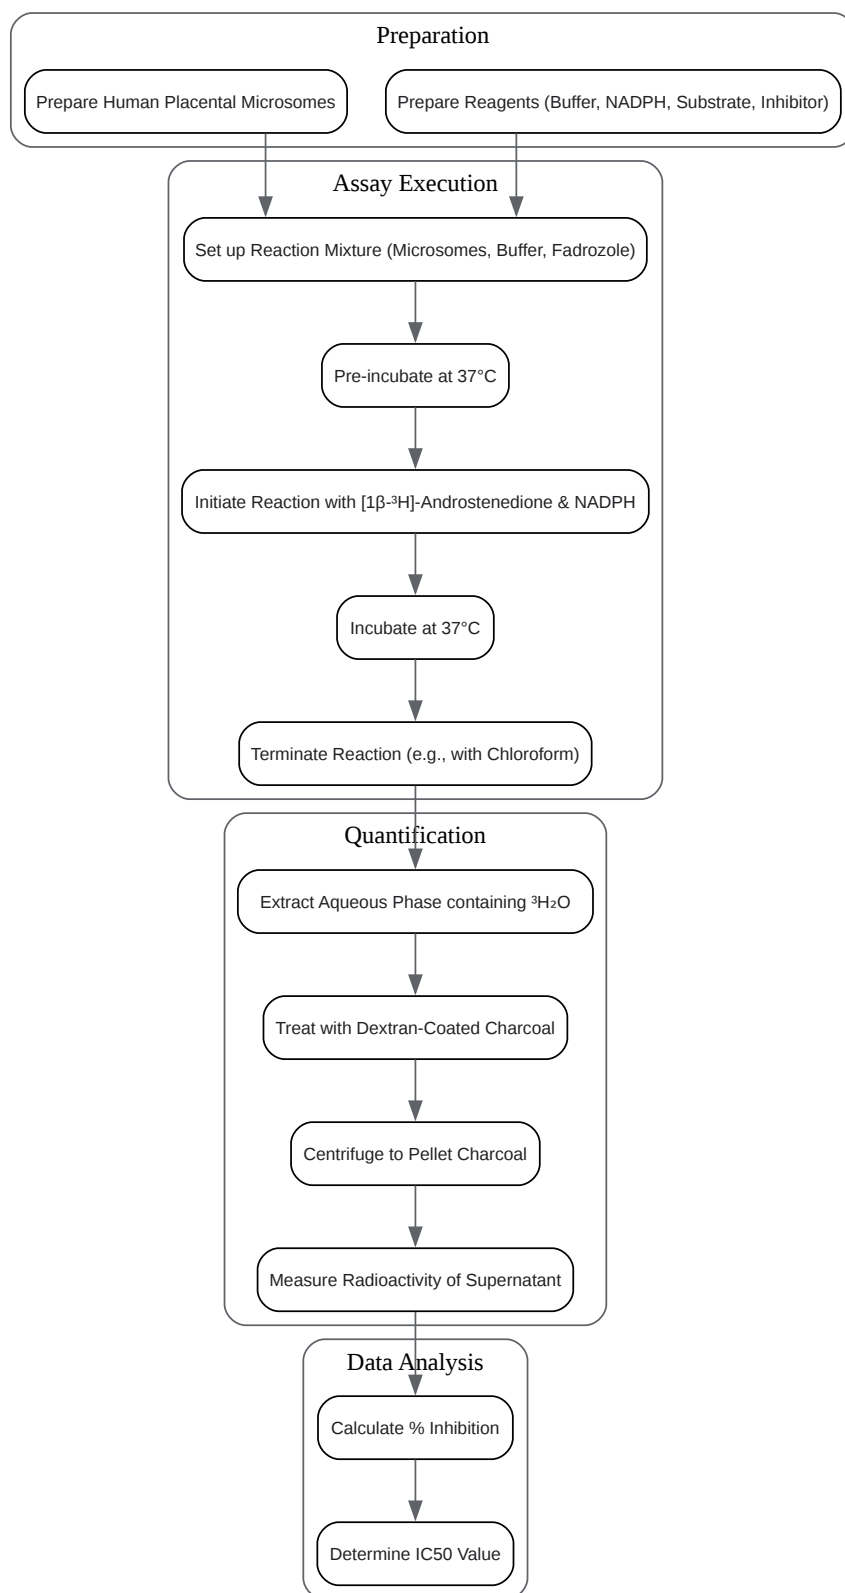 Preparation
Prepare Human Placental Microsomes
Prepare Reagents (Buffer, NADPH, Substrate, Inhibitor)
Assay Execution
Set up Reaction Mixture (Microsomes, Buffer, Fadrozole)
Pre-incubate at 37°C
Initiate Reaction with [1β-³H]-Androstenedione & NADPH
Incubate at 37°C
Terminate Reaction (e.g., with Chloroform)
Quantification
Extract Aqueous Phase containing ³H₂O
Treat with Dextran-Coated Charcoal
Centrifuge to Pellet Charcoal
Measure Radioactivity of Supernatant
Data Analysis
Calculate % Inhibition
Determine IC50 Value